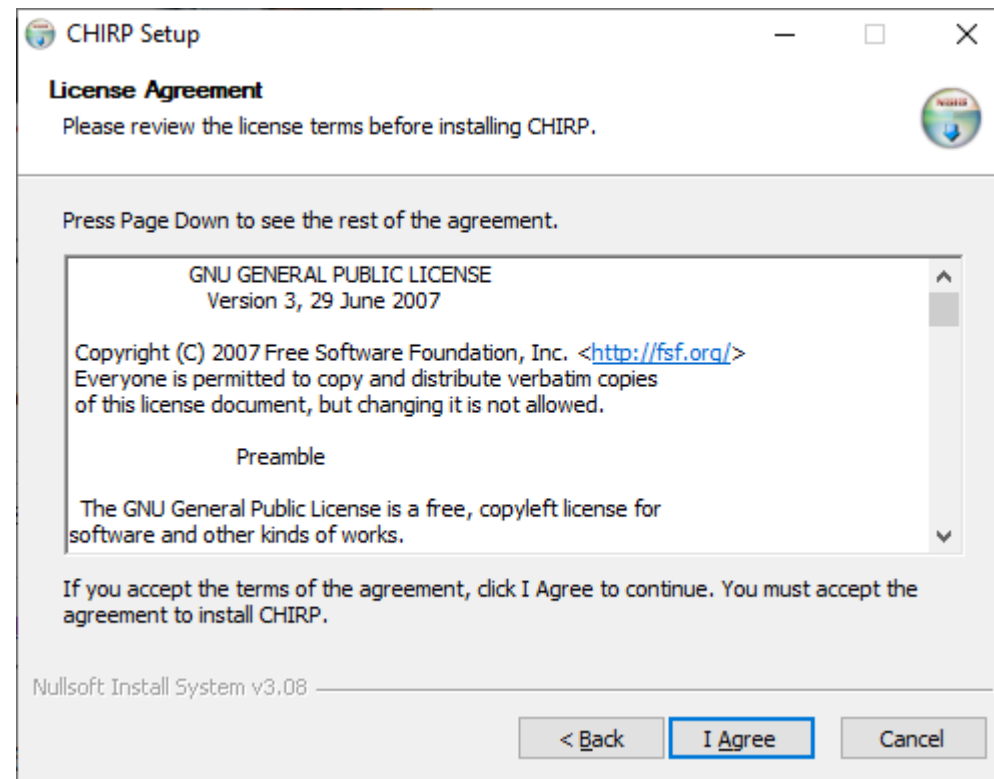 CHIRP Setup
License Agreement
Please review the license terms before installing CHIRP.
Press Page Down to see the rest of the agreement.
GNU GENERAL PUBLIC LICENSE
Version 3, 29 June 2007
Copyright (C) 2007 Free Software Foundation, Inc. <http://fsf.org/>
Everyone is permitted to copy and distribute verbatim copies
of this license document, but changing it is not allowed.
Preamble
The GNU General Public License is a free, copyleft license for
software and other kinds of works.
If you accept the terms of the agreement, click I Agree to continue. You must accept the
agreement to install CHIRP.
Nullsoft Install System v3.08
< Back
I Agree
Cancel